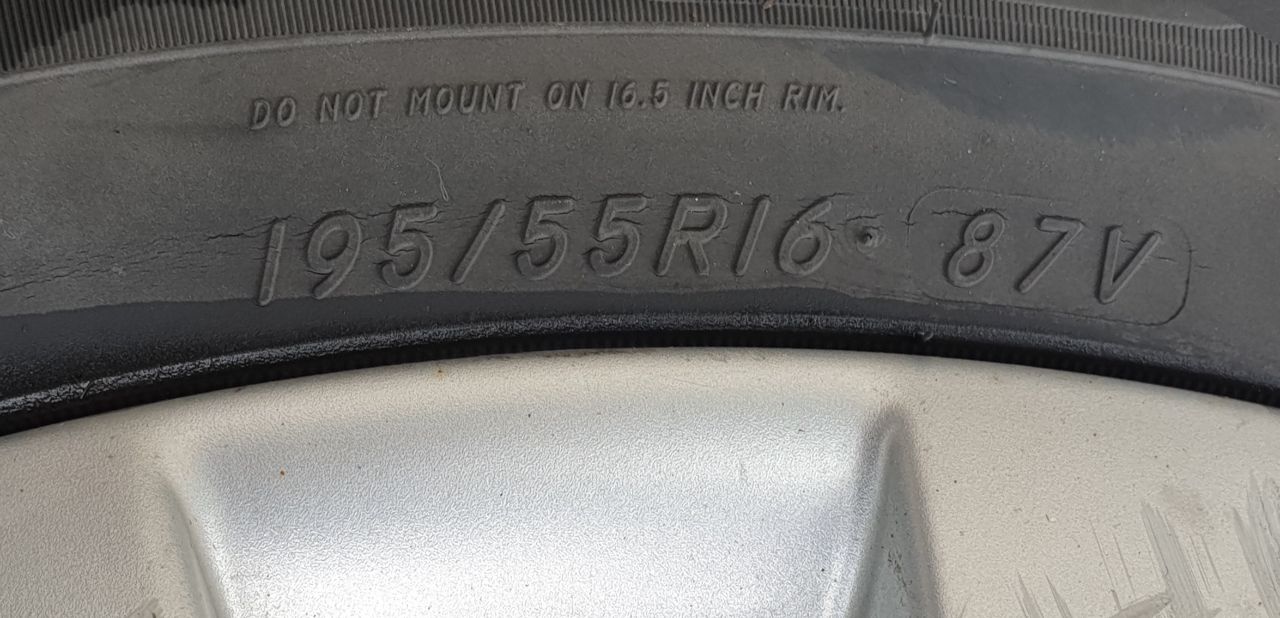 DO NOT MOUNT ON 16.5 INCH RIM.
195/55R16 87V